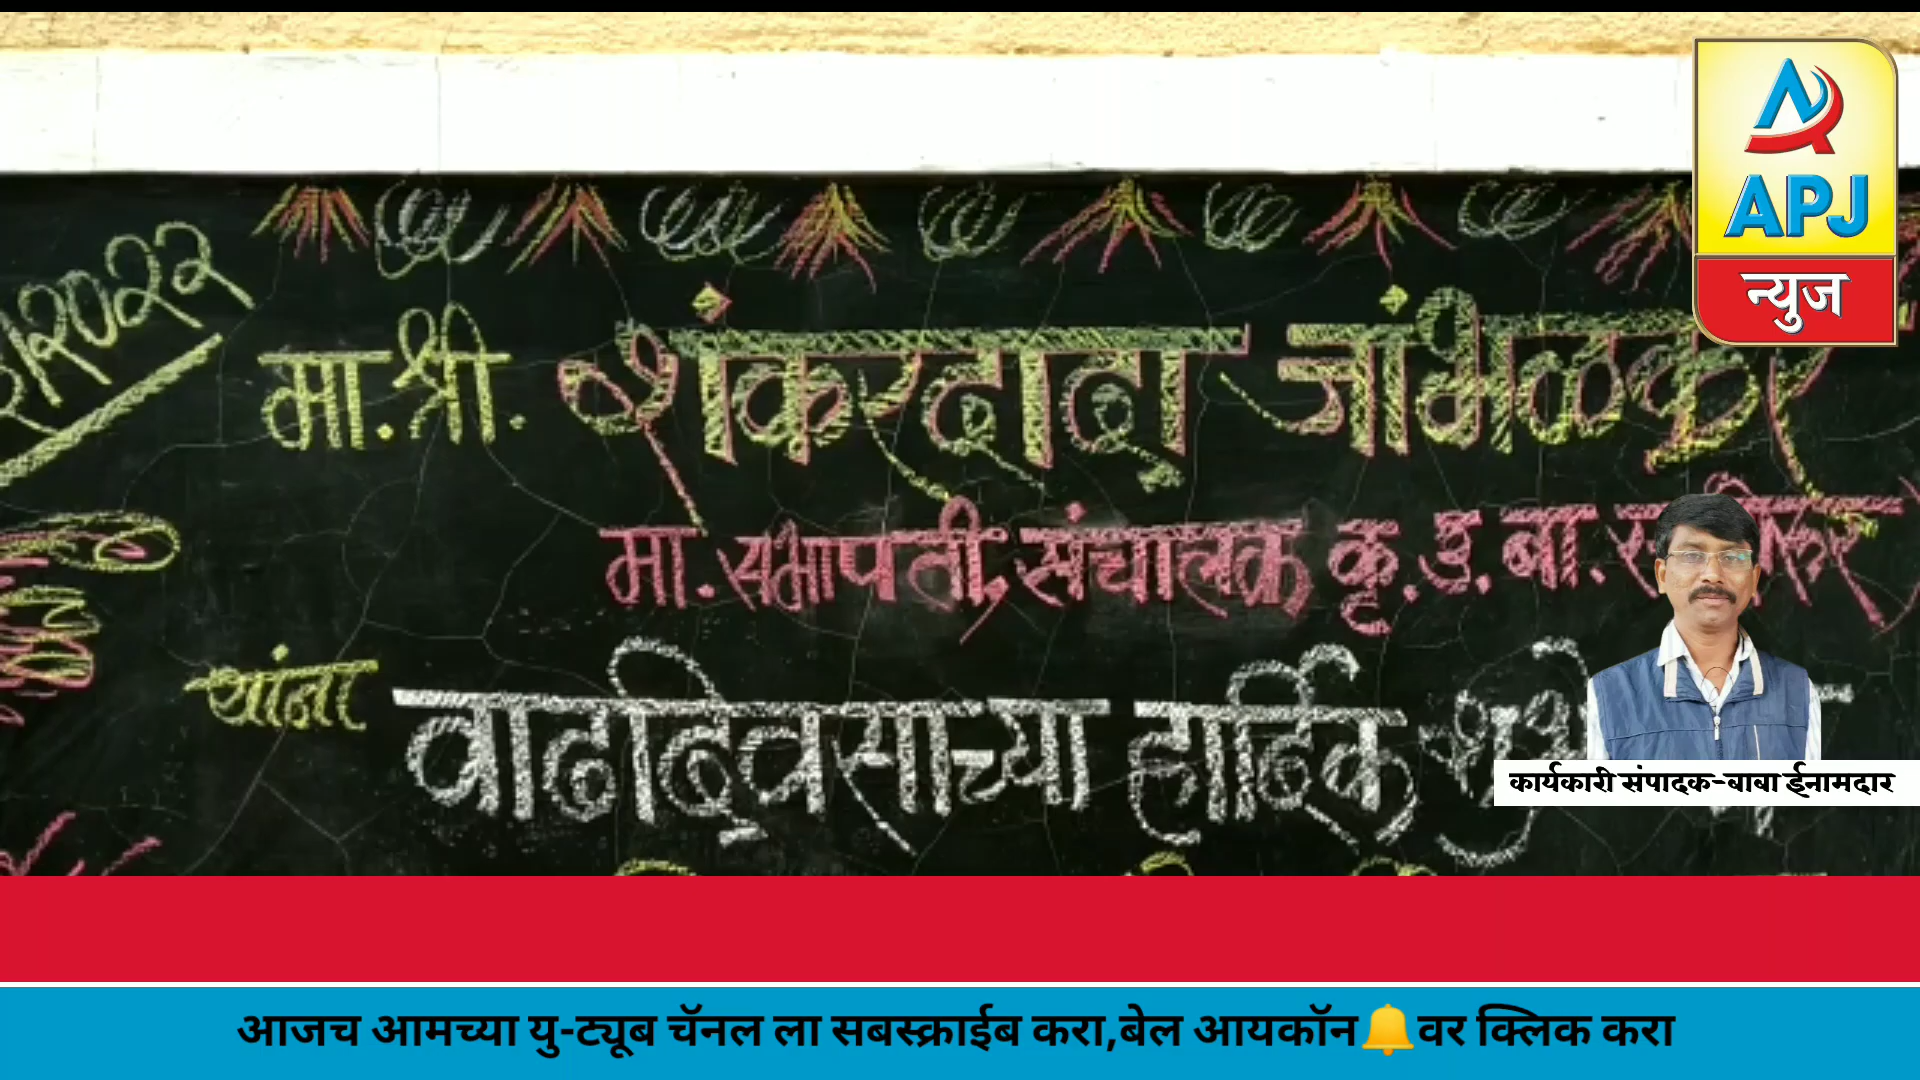 APJ
न्युज
२०२२
मा.श्री. शंकरदादा जांभळकर
मा.सभापती, संचालक कृ.उ.बा.
यांना वाढदिवसाच्या हार्दिक
कार्यकारी संपादक-बाबा ईनामदार
आजच आमच्या यु-ट्यूब चॅनल ला सबस्क्राईब करा,बेल आयकॉन🔔वर क्लिक करा